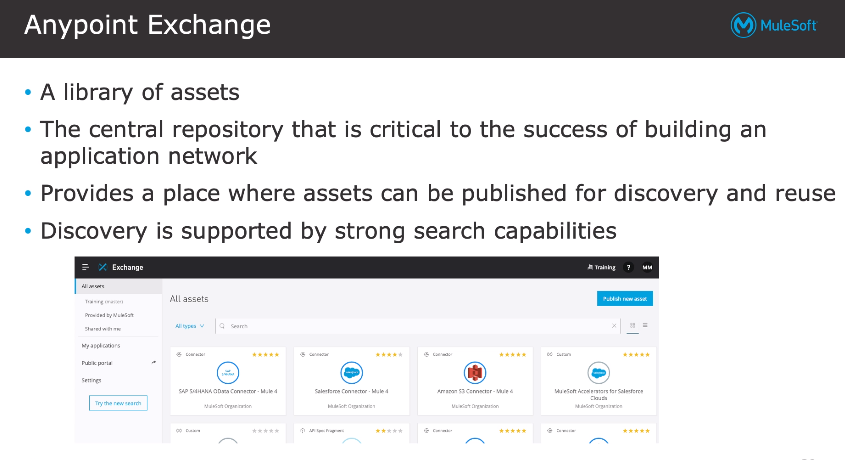 Anypoint Exchange
MuleSoft
• A library of assets
• The central repository that is critical to the success of building an
application network
• Provides a place where assets can be published for discovery and reuse
• Discovery is supported by strong search capabilities
Exchange
Training
?
MM
All assets
Provided by MuleSoft
Shared with me
My applications
Public portal
Settings
Try the new search
All assets
Publish new asset
All types
Search
Connector
Connector
Connector
Custom
SAP S/4HANA OData Connector - Mule 4
MuleSoft Organization
Salesforce Connector - Mule 4
MuleSoft Organization
Amazon S3 Connector - Mule 4
MuleSoft Organization
MuleSoft Accelerators for Salesforce
Clouds
MuleSoft Organization
Custom
API Spec Fragment
Connector
Connector